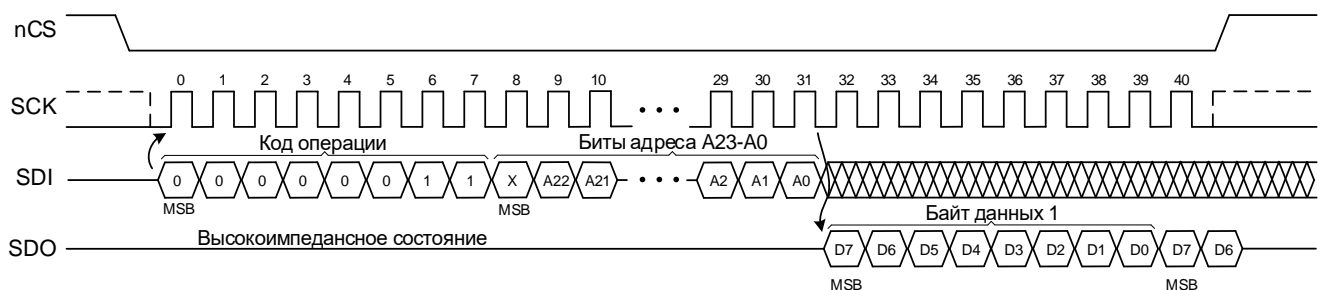 nCS
0 1 2 3 4 5 6 7 8 9 10 29 30 31 32 33 34 35 36 37 38 39 40
SCK
Код операции Биты адреса A23-A0
SDI 0 0 0 0 0 0 1 1 X A22 A21 A2 A1 A0
MSB MSB
Байт данных 1
SDO Высокоимпедансное состояние D7 D6 D5 D4 D3 D2 D1 D0 D7 D6
MSB MSB